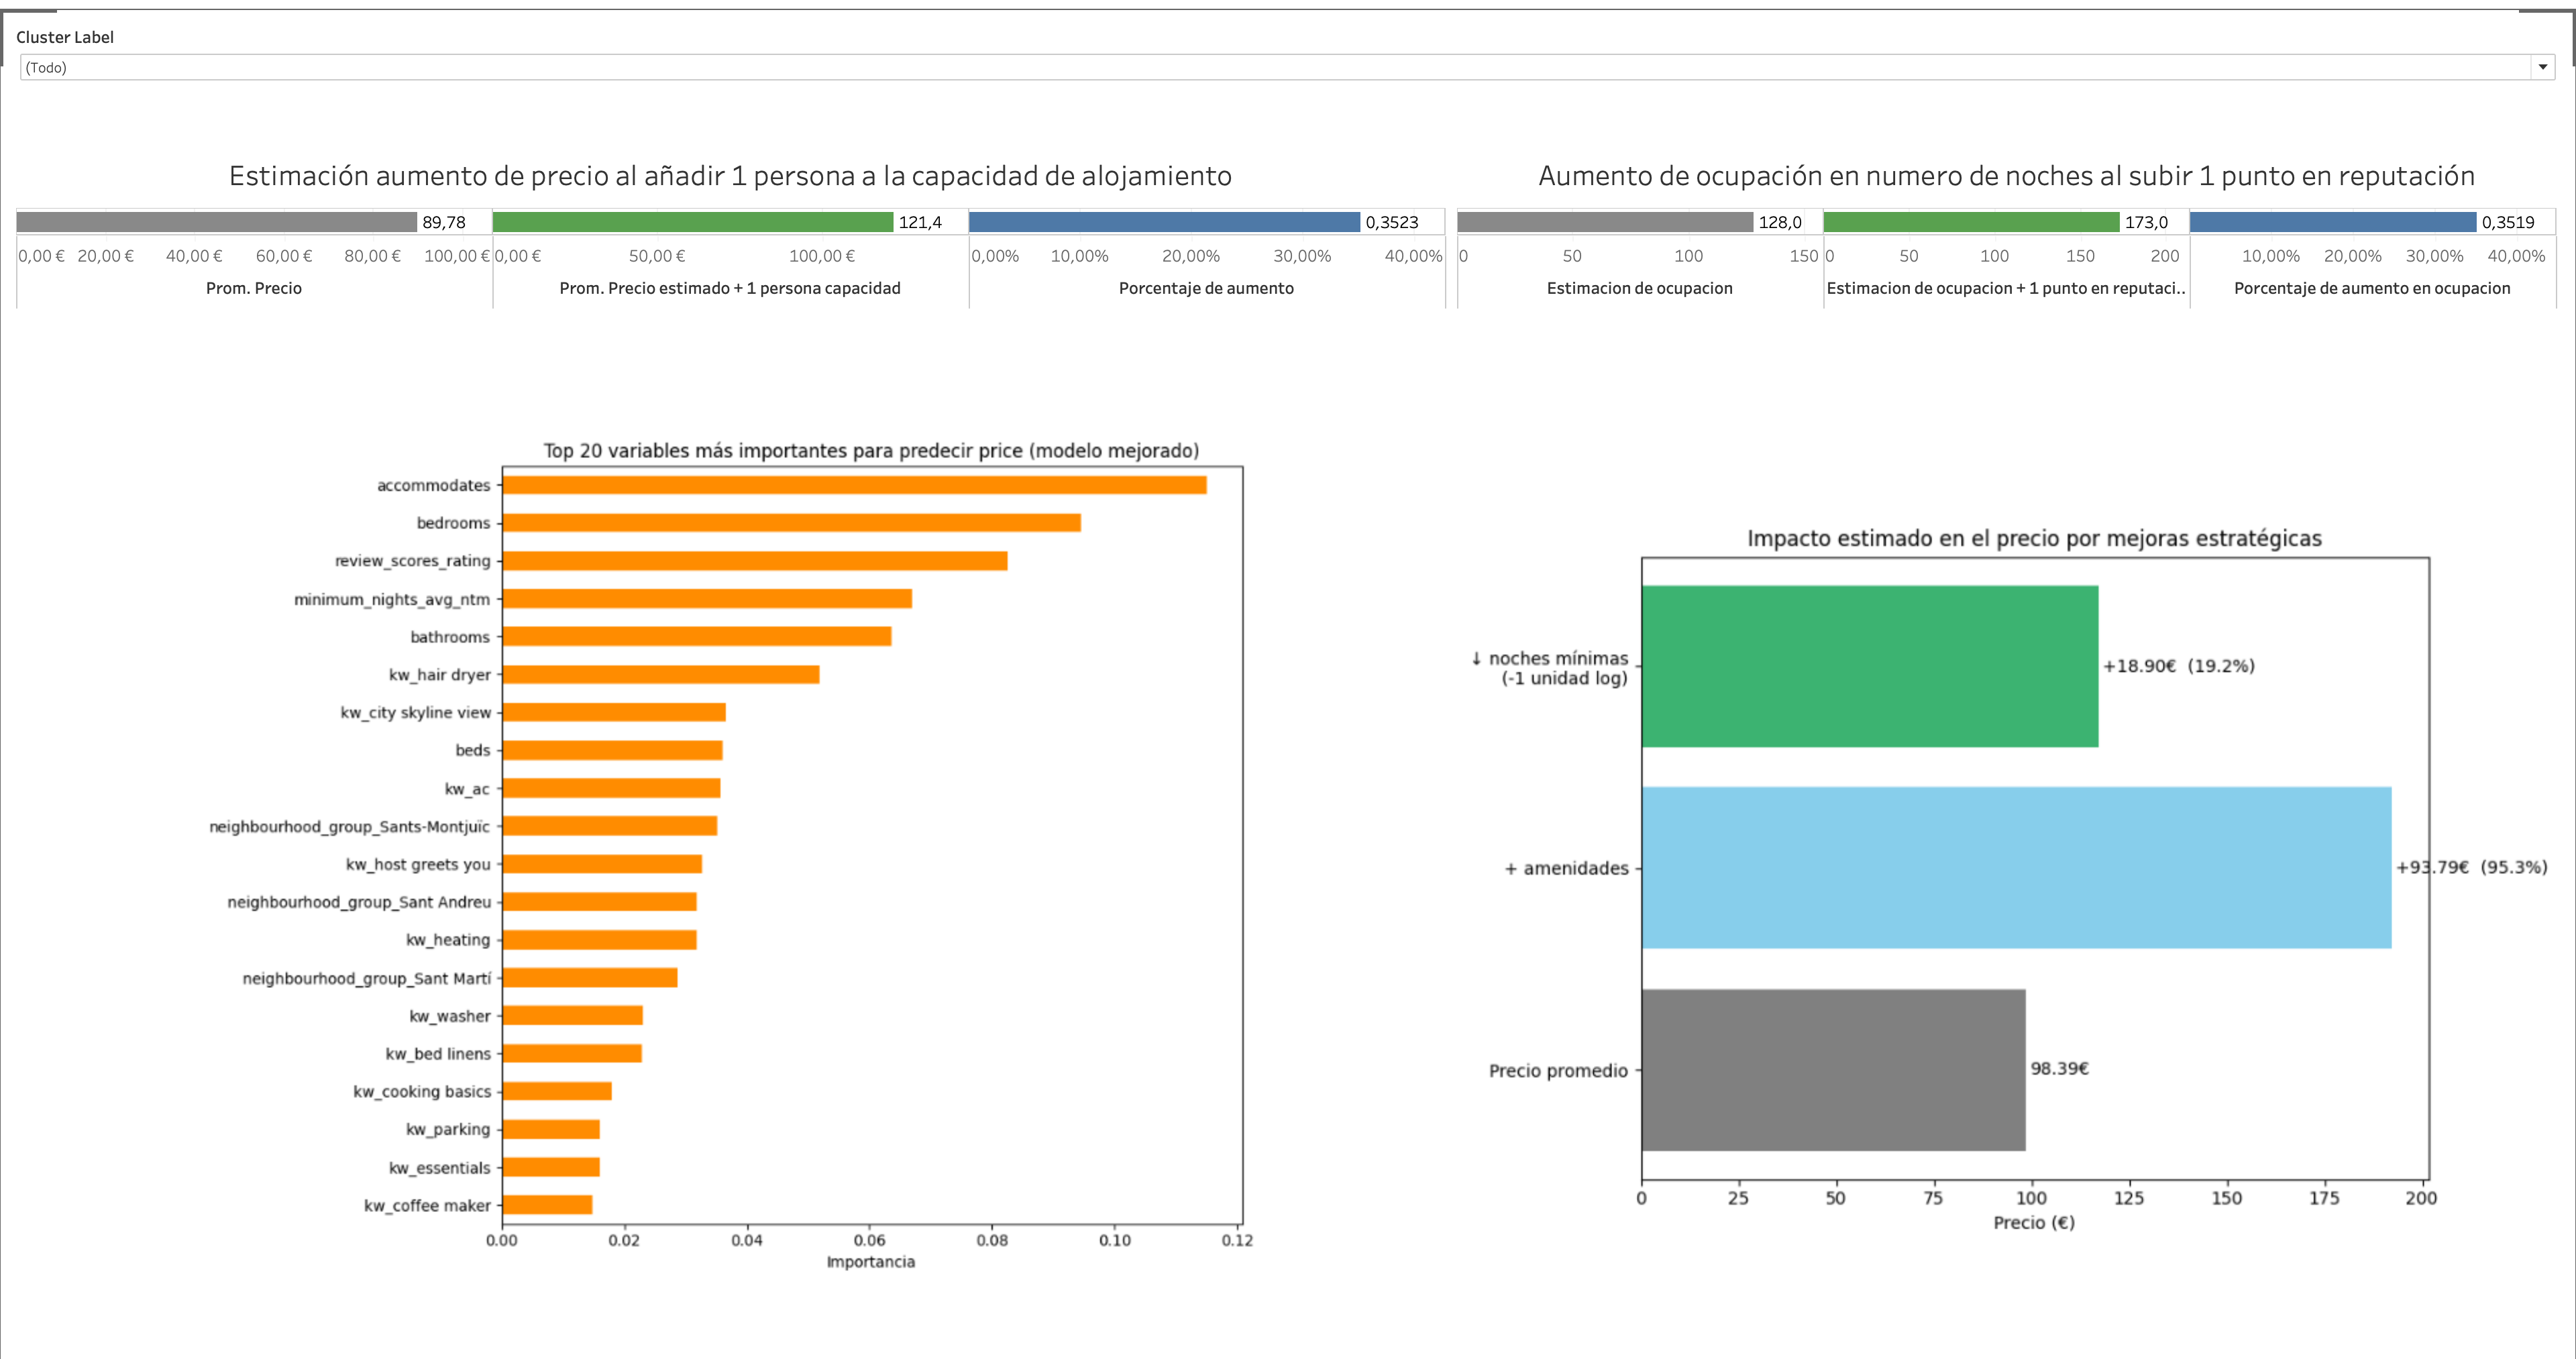 Cluster Label
(Todo)
Estimación aumento de precio al añadir 1 persona a la capacidad de alojamiento
89,78
121,4
0,3523
0,00 € 20,00 € 40,00 € 60,00 € 80,00 € 100,00 €
0,00 € 50,00 € 100,00 €
0,00% 10,00% 20,00% 30,00% 40,00%
Prom. Precio
Prom. Precio estimado + 1 persona capacidad
Porcentaje de aumento
Aumento de ocupación en numero de noches al subir 1 punto en reputación
128,0
173,0
0,3519
0 50 100 150
0 50 100 150 200
10,00% 20,00% 30,00% 40,00%
Estimacion de ocupacion
Estimacion de ocupacion + 1 punto en reputaci..
Porcentaje de aumento en ocupacion
Top 20 variables más importantes para predecir price (modelo mejorado)
accommodates
bedrooms
review_scores_rating
minimum_nights_avg_ntm
bathrooms
kw_hair dryer
kw_city skyline view
beds
kw_ac
neighbourhood_group_Sants-Montjuïc
kw_host greets you
neighbourhood_group_Sant Andreu
kw_heating
neighbourhood_group_Sant Martí
kw_washer
kw_bed linens
kw_cooking basics
kw_parking
kw_essentials
kw_coffee maker
0.00 0.02 0.04 0.06 0.08 0.10 0.12
Importancia
Impacto estimado en el precio por mejoras estratégicas
↓ noches mínimas
(-1 unidad log)
+18.90€ (19.2%)
+ amenidades
+93.79€ (95.3%)
Precio promedio
98.39€
0 25 50 75 100 125 150 175 200
Precio (€)